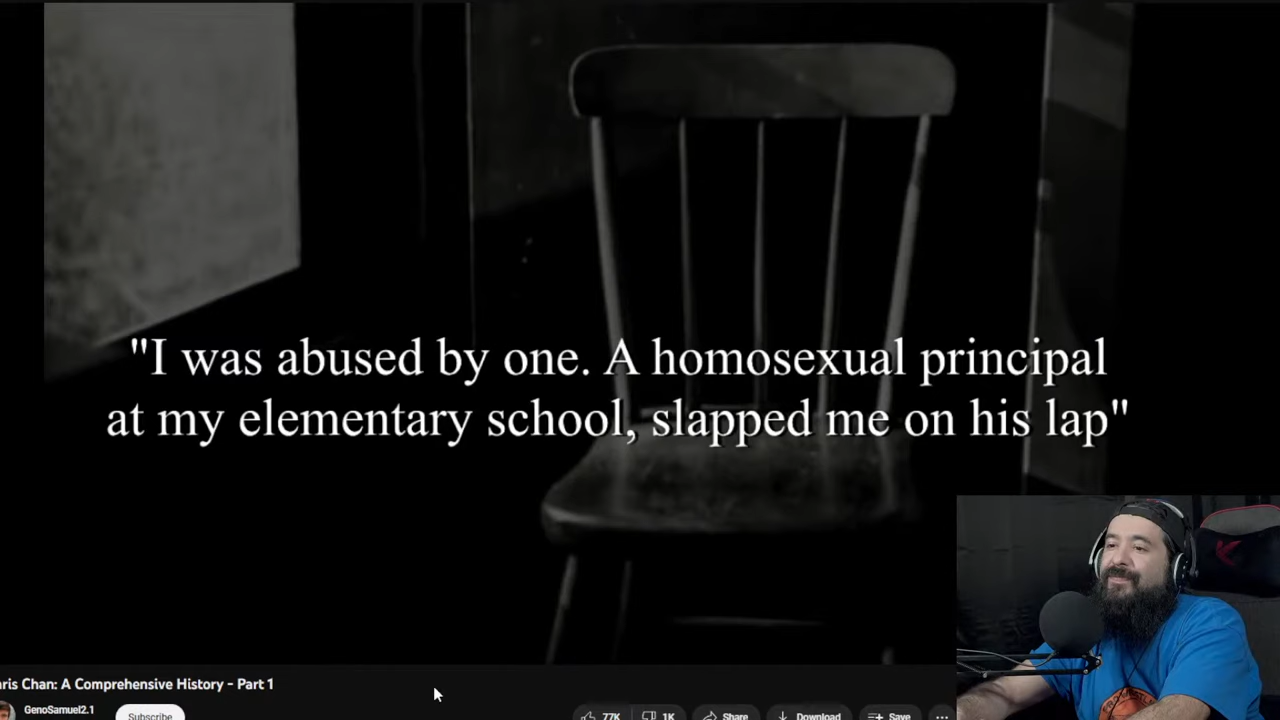 "I was abused by one. A homosexual principal
at my elementary school, slapped me on his lap"
ris Chan: A Comprehensive History - Part 1
GenoSamuel2.1
Subscribe
77K
1K
Share
Download
Save